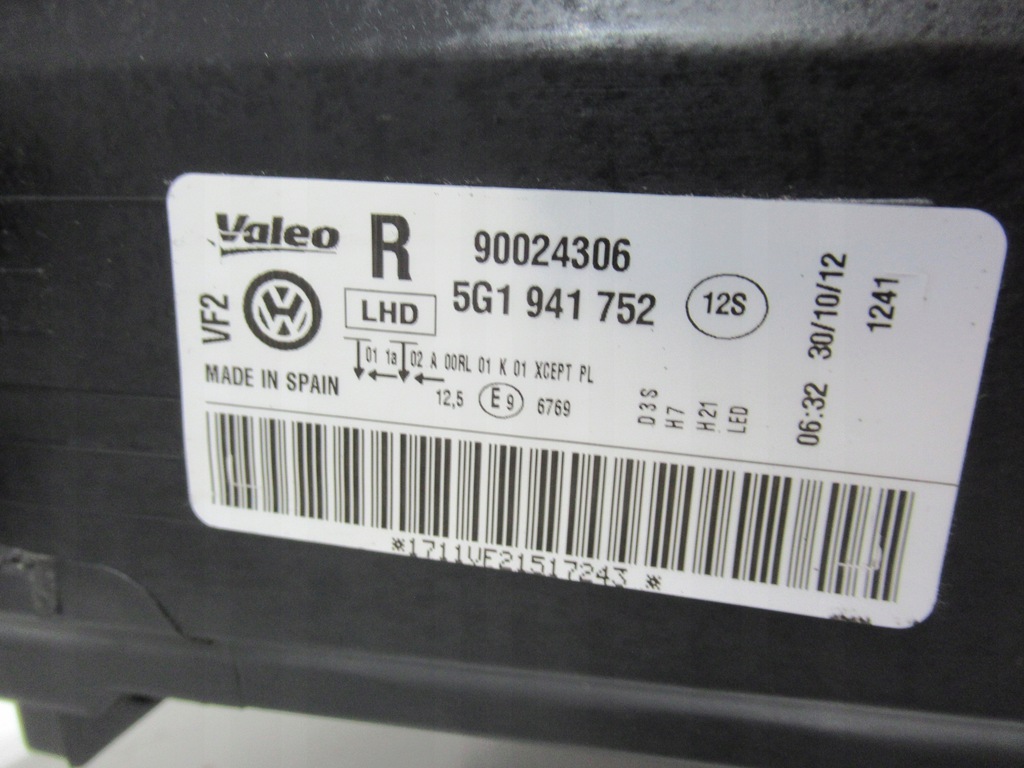 Valeo R 90024306
VF2 LHD 5G1 941 752 12S
01 1a 02 A 00RL 01 K 01 XCEPT PL
MADE IN SPAIN 12,5 E9 6769
D3S
H7
H21
LED
06:32 30/10/12
1241
*1711VF21517243 *